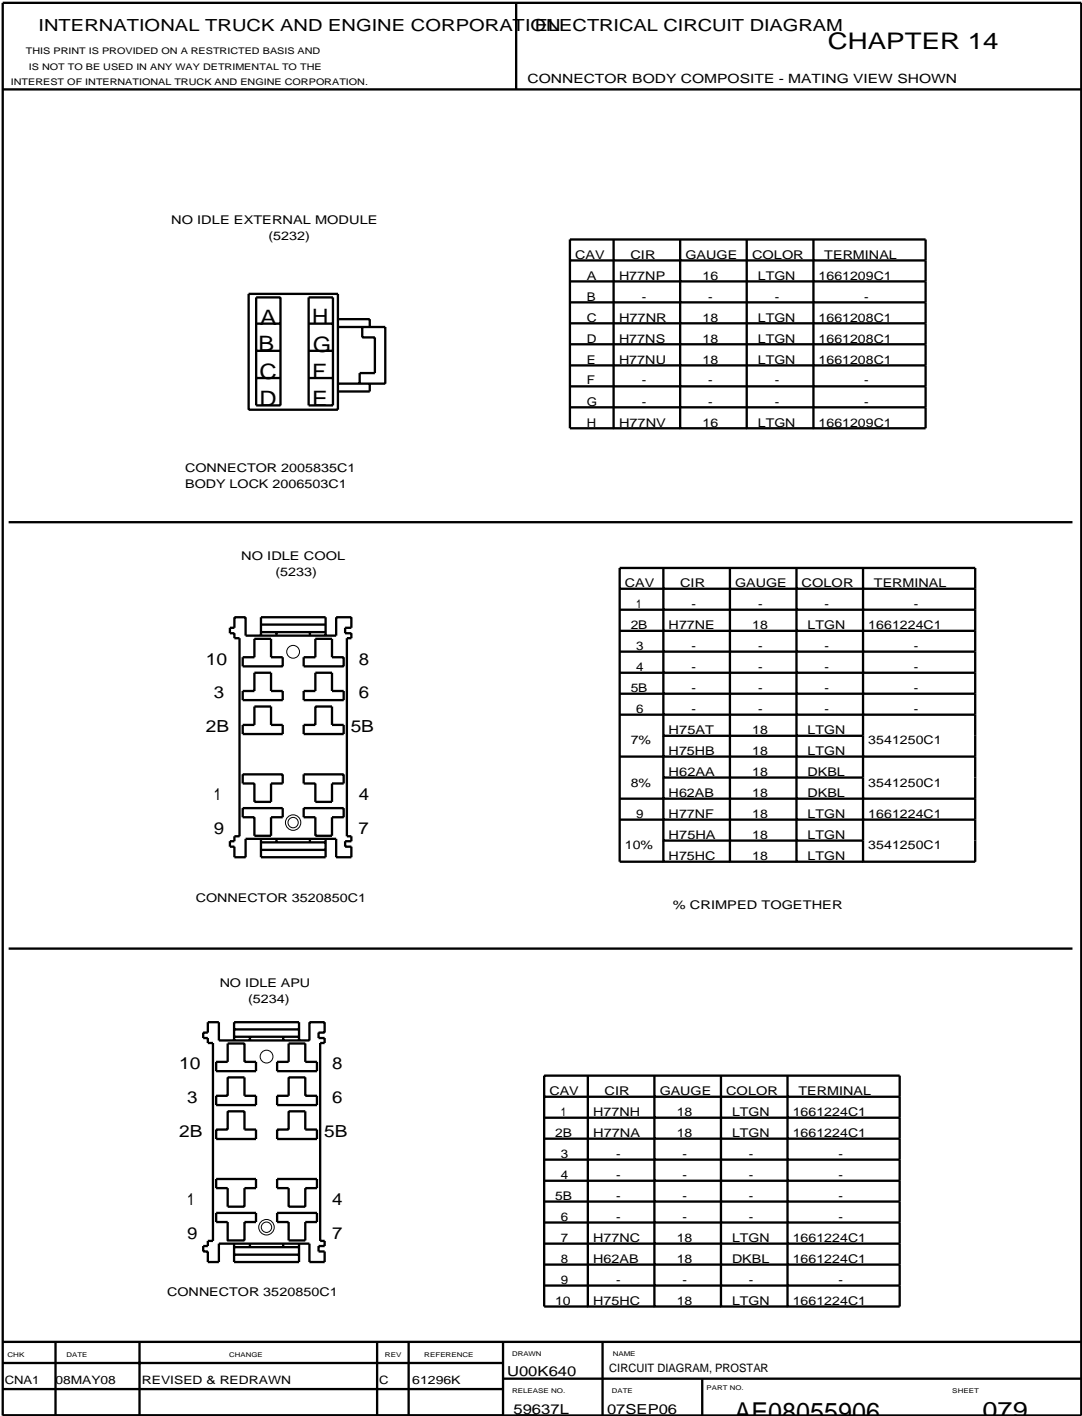 INTERNATIONAL TRUCK AND ENGINE CORPORATION
THIS PRINT IS PROVIDED ON A RESTRICTED BASIS AND
IS NOT TO BE USED IN ANY WAY DETRIMENTAL TO THE
INTEREST OF INTERNATIONAL TRUCK AND ENGINE CORPORATION.
ELECTRICAL CIRCUIT DIAGRAM
CHAPTER 14
CONNECTOR BODY COMPOSITE - MATING VIEW SHOWN
NO IDLE EXTERNAL MODULE
(5232)
A H
B G
C F
D E
CONNECTOR 2005835C1
BODY LOCK 2006503C1
CAV CIR GAUGE COLOR TERMINAL
A H77NP 16 LTGN 1661209C1
B - - - -
C H77NR 18 LTGN 1661208C1
D H77NS 18 LTGN 1661208C1
E H77NU 18 LTGN 1661208C1
F - - - -
G - - - -
H H77NV 16 LTGN 1661209C1
NO IDLE COOL
(5233)
10 8
3 6
2B 5B
1 4
9 7
CONNECTOR 3520850C1
CAV CIR GAUGE COLOR TERMINAL
1 - - - -
2B H77NE 18 LTGN 1661224C1
3 - - - -
4 - - - -
5B - - - -
6 - - - -
7% H75AT 18 LTGN 3541250C1
H75HB 18 LTGN
8% H62AA 18 DKBL 3541250C1
H62AB 18 DKBL
9 H77NF 18 LTGN 1661224C1
10% H75HA 18 LTGN 3541250C1
H75HC 18 LTGN
% CRIMPED TOGETHER
NO IDLE APU
(5234)
10 8
3 6
2B 5B
1 4
9 7
CONNECTOR 3520850C1
CAV CIR GAUGE COLOR TERMINAL
1 H77NH 18 LTGN 1661224C1
2B H77NA 18 LTGN 1661224C1
3 - - - -
4 - - - -
5B - - - -
6 - - - -
7 H77NC 18 LTGN 1661224C1
8 H62AB 18 DKBL 1661224C1
9 - - - -
10 H75HC 18 LTGN 1661224C1
CHK DATE CHANGE REV REFERENCE
CNA1 08MAY08 REVISED & REDRAWN C 61296K
DRAWN
U00K640
NAME
CIRCUIT DIAGRAM, PROSTAR
RELEASE NO.
59637L
DATE
07SEP06
PART NO.
AE08055906
SHEET
079